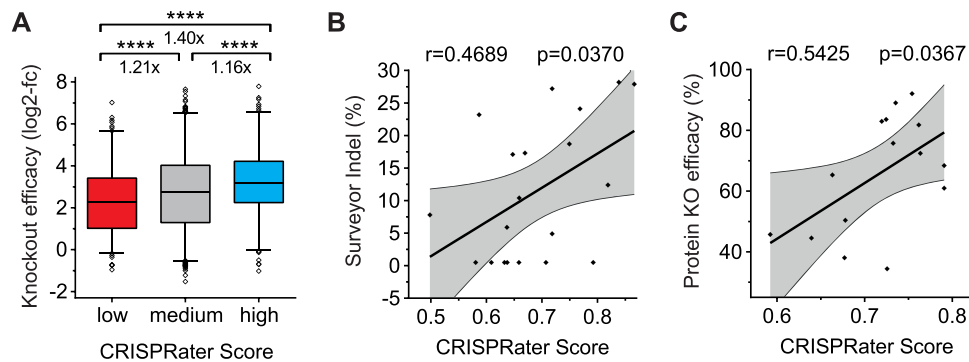 A
****
1.40x
**** ****
1.21x 1.16x
Knockout efficacy (log2-fc)
8
6
4
2
0
-2
low medium high
CRISPRater Score
B
r=0.4689 p=0.0370
Surveyor Indel (%)
30
25
20
15
10
5
0
-5
0.5 0.6 0.7 0.8
CRISPRater Score
C
r=0.5425 p=0.0367
Protein KO efficacy (%)
100
80
60
40
0.6 0.7 0.8
CRISPRater Score